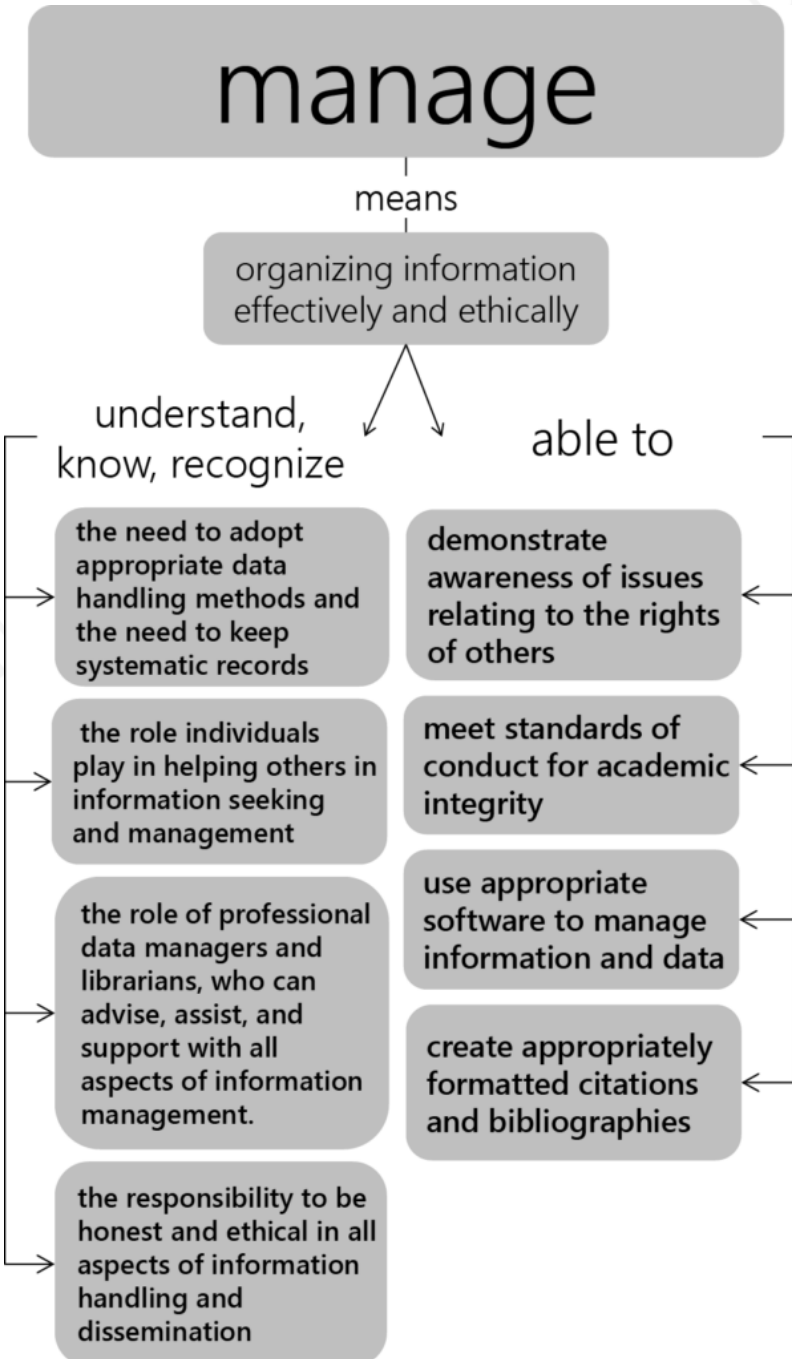 manage
means
organizing information
effectively and ethically
understand,
know, recognize
the need to adopt
appropriate data
handling methods and
the need to keep
systematic records
the role individuals
play in helping others in
information seeking
and management
the role of professional
data managers and
librarians, who can
advise, assist, and
support with all
aspects of information
management.
the responsibility to be
honest and ethical in all
aspects of information
handling and
dissemination
able to
demonstrate
awareness of issues
relating to the rights
of others
meet standards of
conduct for academic
integrity
use appropriate
software to manage
information and data
create appropriately
formatted citations
and bibliographies